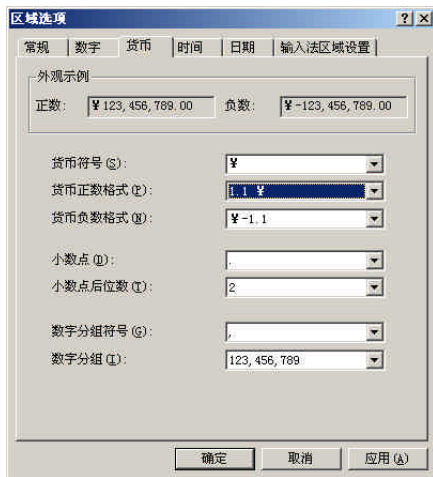 区域选项
常规 数字 货币 时间 日期 输入法区域设置
外观示例
正数: ¥123,456,789.00 负数: ¥-123,456,789.00
货币符号(S): ¥
货币正数格式(P): 1.1 ¥
货币负数格式(N): ¥-1.1
小数点(D): .
小数点后位数(T): 2
数字分组符号(G): ,
数字分组(I): 123,456,789
确定 取消 应用(A)